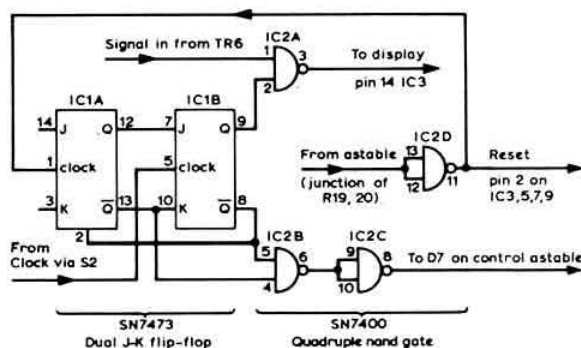 Signal in from TR6
IC2A
1
2
3
To display
pin 14 IC3
IC1A
IC1B
14
J
Q
12
7
J
Q
9
1
clock
5
clock
3
K
Q
13
10
K
Q
8
2
From astable
(junction of
R19, 20)
13
12
IC2D
11
Reset
pin 2 on
IC3,5,7,9
From
Clock via S2
IC2B
5
4
6
IC2C
9
10
8
To D7 on control astable
SN7473
Dual J-K flip-flop
SN7400
Quadruple nand gate